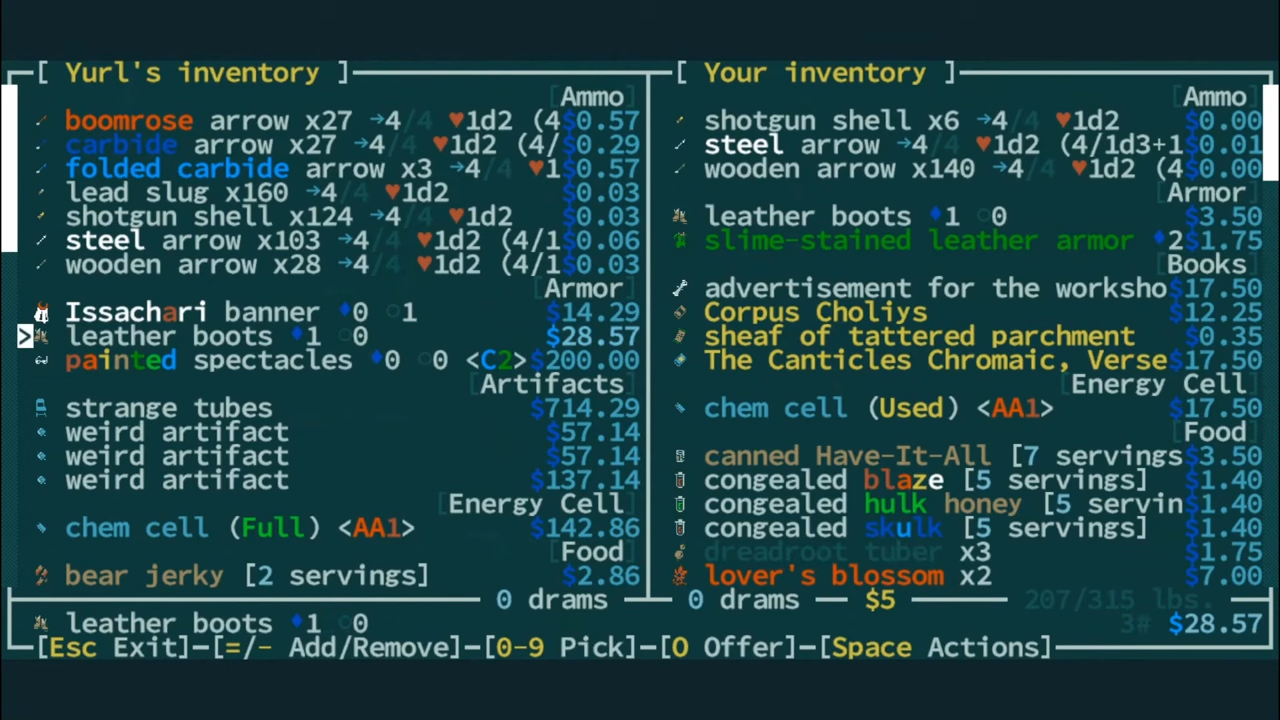 [ Yurl's inventory ]
[Ammo]
boomrose arrow x27 →4/4 ♥1d2 (4 $0.57
carbide arrow x27 →4/4 ♥1d2 (4/ $0.29
folded carbide arrow x3 →4/4 ♥1 $0.57
lead slug x160 →4/4 ♥1d2 $0.03
shotgun shell x124 →4/4 ♥1d2 $0.03
steel arrow x103 →4/4 ♥1d2 (4/1 $0.06
wooden arrow x28 →4/4 ♥1d2 (4/1 $0.03
[Armor]
Issachari banner ♦0 ○1 $14.29
> leather boots ♦1 ○0 $28.57
painted spectacles ♦0 ○0 <C2> $200.00
[Artifacts]
strange tubes $714.29
weird artifact $57.14
weird artifact $57.14
weird artifact $137.14
[Energy Cell]
chem cell (Full) <AA1> $142.86
[Food]
bear jerky [2 servings] $2.86
[ Your inventory ]
[Ammo]
shotgun shell x6 →4/4 ♥1d2 $0.00
steel arrow →4/4 ♥1d2 (4/1d3+1 $0.01
wooden arrow x140 →4/4 ♥1d2 (4 $0.00
[Armor]
leather boots ♦1 ○0 $3.50
slime-stained leather armor ♦2 $1.75
[Books]
advertisement for the worksho $17.50
Corpus Choliys $12.25
sheaf of tattered parchment $0.35
The Canticles Chromaic, Verse $17.50
[Energy Cell]
chem cell (Used) <AA1> $17.50
[Food]
canned Have-It-All [7 servings $3.50
congealed blaze [5 servings] $1.40
congealed hulk honey [5 servin $1.40
congealed skulk [5 servings] $1.40
dreadroot tuber x3 $1.75
lover's blossom x2 $7.00
0 drams
0 drams — $5
207/315 lbs.
leather boots ♦1 ○0 3# $28.57
[Esc Exit]–[=/- Add/Remove]–[0-9 Pick]–[O Offer]–[Space Actions]